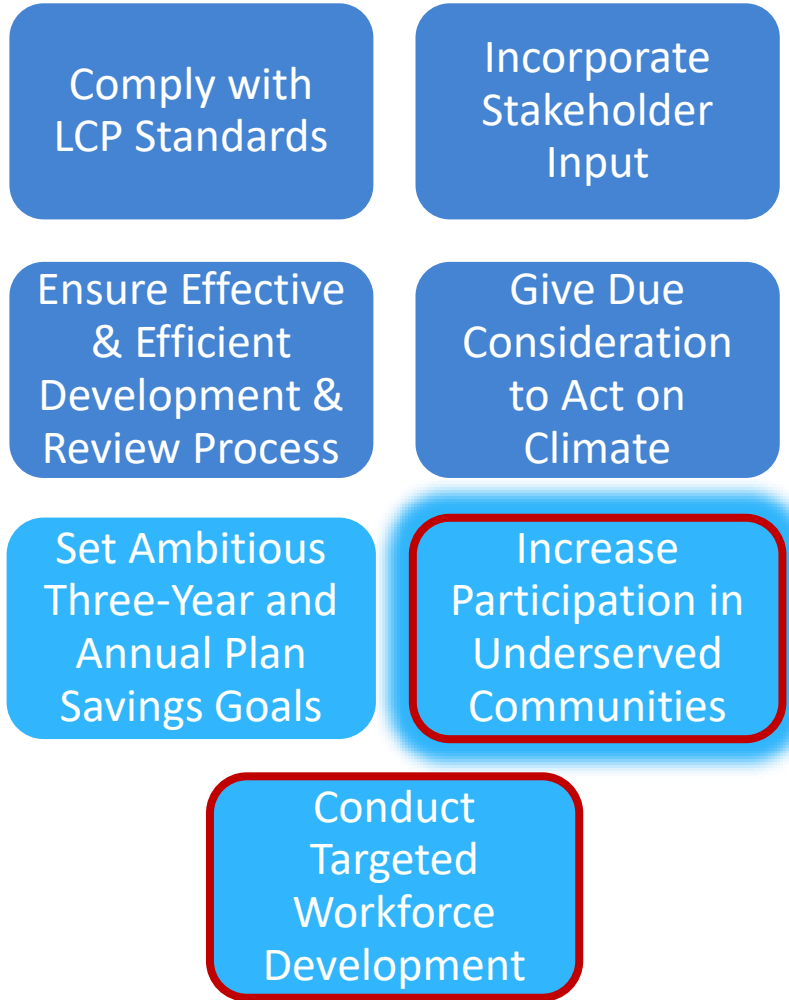 Comply with
LCP Standards
Incorporate
Stakeholder
Input
Ensure Effective
& Efficient
Development &
Review Process
Give Due
Consideration
to Act on
Climate
Set Ambitious
Three-Year and
Annual Plan
Savings Goals
Increase
Participation in
Underserved
Communities
Conduct
Targeted
Workforce
Development